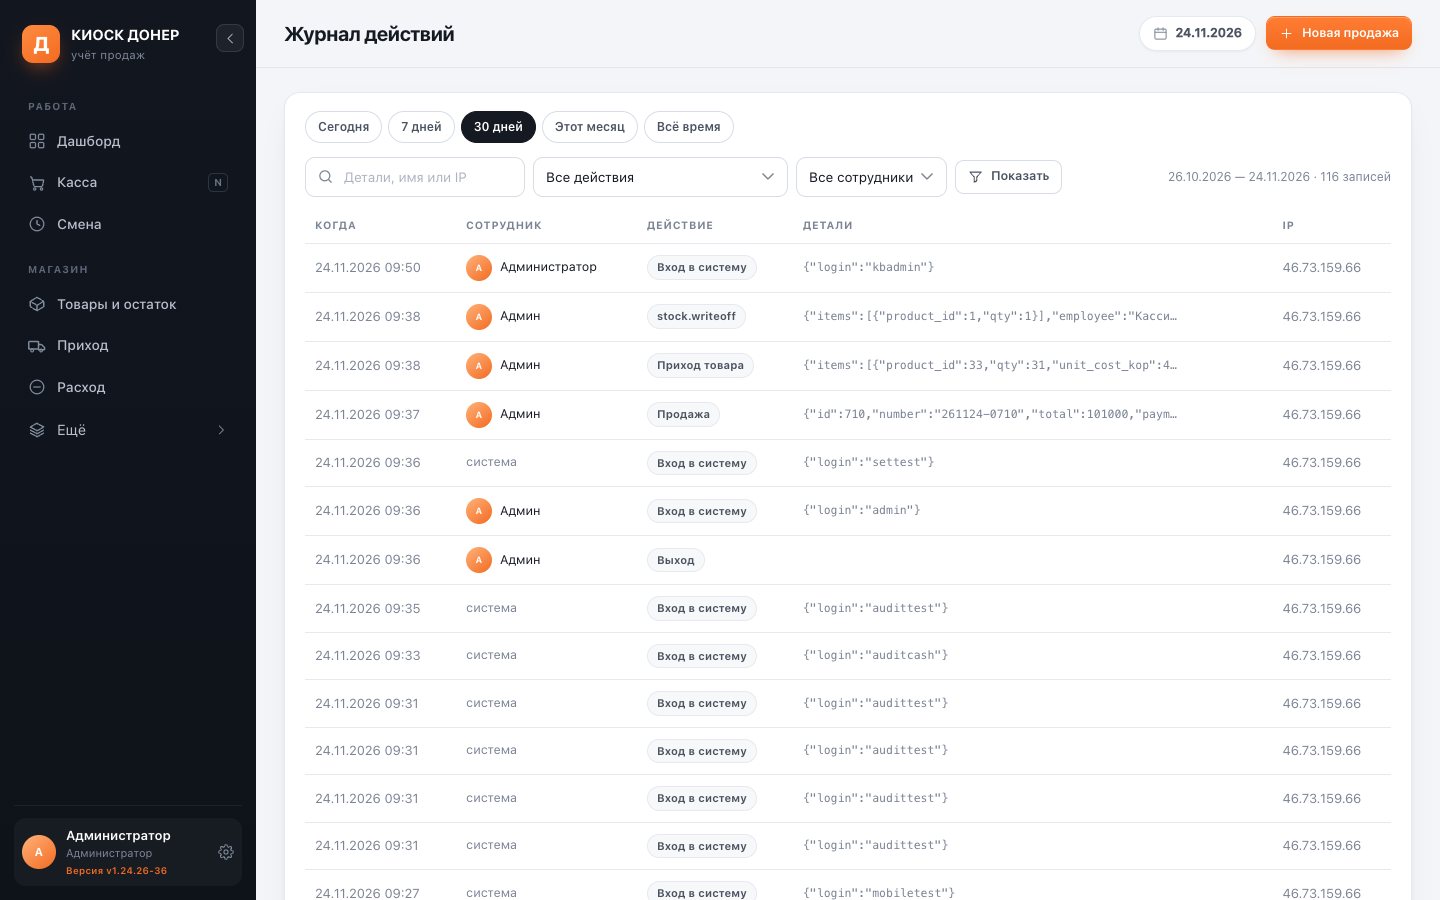 Д
КИОСК ДОНЕР
учёт продаж
РАБОТА
Дашборд
Касса N
Смена
МАГАЗИН
Товары и остаток
Приход
Расход
Ещё
А
Администратор
Администратор
Версия v1.24.26-36
Журнал действий
24.11.2026
Новая продажа
Сегодня 7 дней 30 дней Этот месяц Всё время
Детали, имя или IP Все действия Все сотрудники Показать 26.10.2026 — 24.11.2026 · 116 записей
КОГДА СОТРУДНИК ДЕЙСТВИЕ ДЕТАЛИ IP
24.11.2026 09:50 А Администратор Вход в систему {"login":"kbadmin"} 46.73.159.66
24.11.2026 09:38 А Админ stock.writeoff {"items":[{"product_id":1,"qty":1}],"employee":"Касси… 46.73.159.66
24.11.2026 09:38 А Админ Приход товара {"items":[{"product_id":33,"qty":31,"unit_cost_kop":4… 46.73.159.66
24.11.2026 09:37 А Админ Продажа {"id":710,"number":"261124-0710","total":101000,"paym… 46.73.159.66
24.11.2026 09:36 система Вход в систему {"login":"settest"} 46.73.159.66
24.11.2026 09:36 А Админ Вход в систему {"login":"admin"} 46.73.159.66
24.11.2026 09:36 А Админ Выход 46.73.159.66
24.11.2026 09:35 система Вход в систему {"login":"audittest"} 46.73.159.66
24.11.2026 09:33 система Вход в систему {"login":"auditcash"} 46.73.159.66
24.11.2026 09:31 система Вход в систему {"login":"audittest"} 46.73.159.66
24.11.2026 09:31 система Вход в систему {"login":"audittest"} 46.73.159.66
24.11.2026 09:31 система Вход в систему {"login":"audittest"} 46.73.159.66
24.11.2026 09:31 система Вход в систему {"login":"audittest"} 46.73.159.66
24.11.2026 09:27 система Вход в систему {"login":"mobiletest"} 46.73.159.66